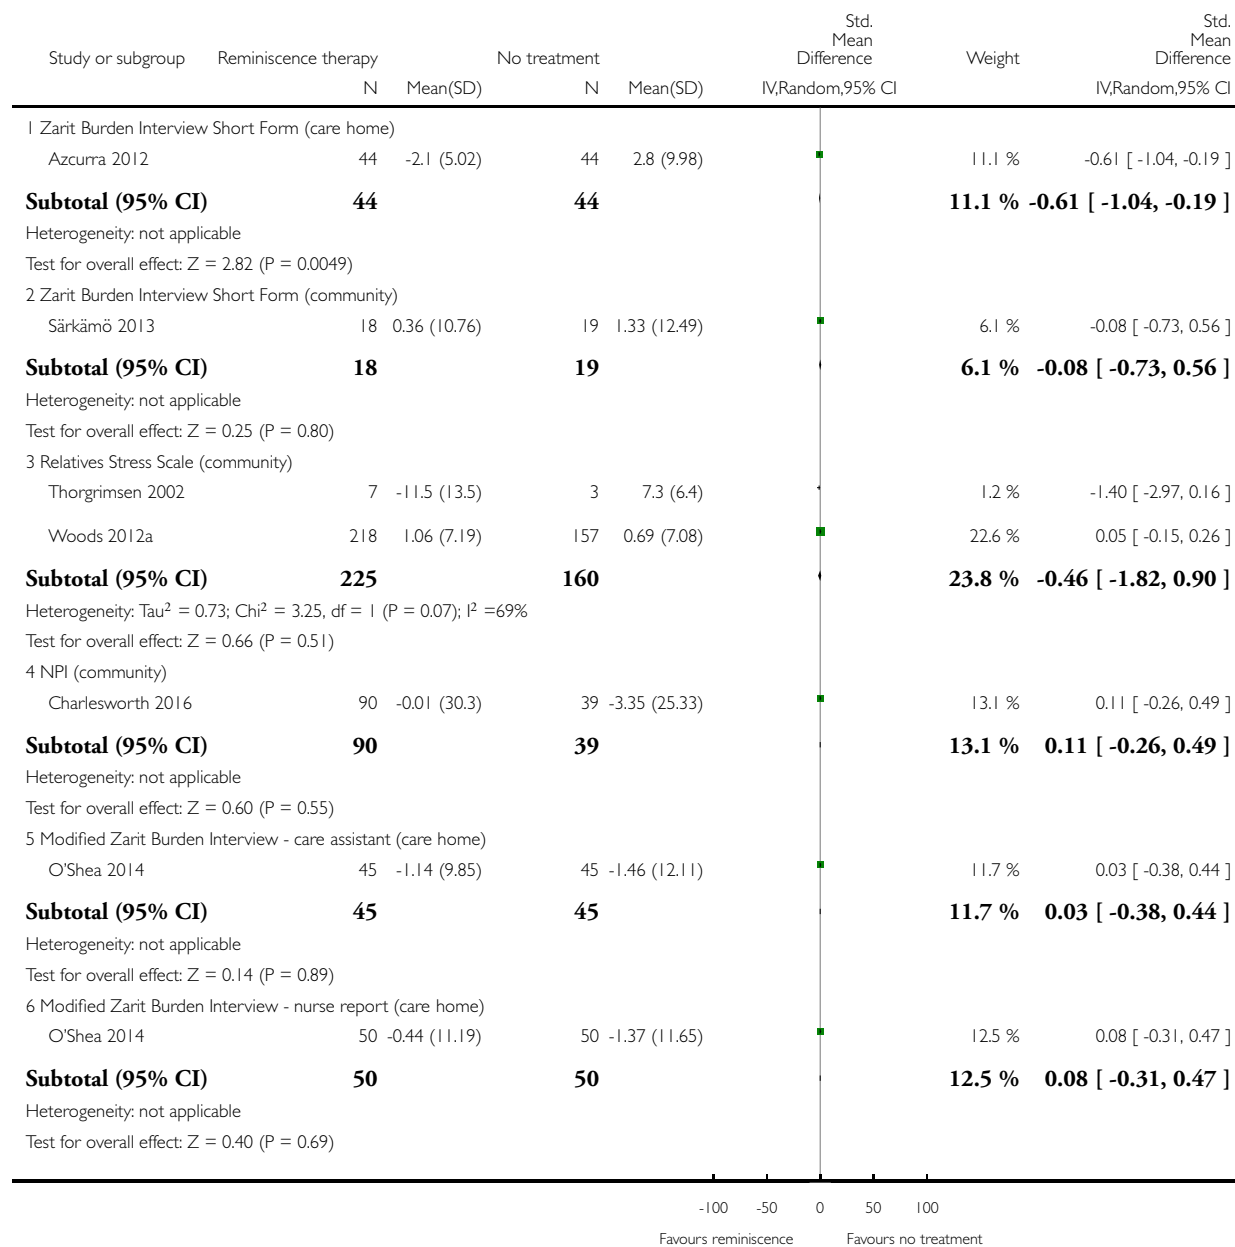 Std. Mean Difference
Std. Mean Difference
Study or subgroup Reminiscence therapy No treatment Weight
N Mean(SD) N Mean(SD) IV,Random,95% CI IV,Random,95% CI
1 Zarit Burden Interview Short Form (care home)
Azcurra 2012 44 -2.1 (5.02) 44 2.8 (9.98) 11.1 % -0.61 [ -1.04, -0.19 ]
Subtotal (95% CI) 44 44 11.1 % -0.61 [ -1.04, -0.19 ]
Heterogeneity: not applicable
Test for overall effect: Z = 2.82 (P = 0.0049)
2 Zarit Burden Interview Short Form (community)
Särkämö 2013 18 0.36 (10.76) 19 1.33 (12.49) 6.1 % -0.08 [ -0.73, 0.56 ]
Subtotal (95% CI) 18 19 6.1 % -0.08 [ -0.73, 0.56 ]
Heterogeneity: not applicable
Test for overall effect: Z = 0.25 (P = 0.80)
3 Relatives Stress Scale (community)
Thorgrimsen 2002 7 -11.5 (13.5) 3 7.3 (6.4) 1.2 % -1.40 [ -2.97, 0.16 ]
Woods 2012a 218 1.06 (7.19) 157 0.69 (7.08) 22.6 % 0.05 [ -0.15, 0.26 ]
Subtotal (95% CI) 225 160 23.8 % -0.46 [ -1.82, 0.90 ]
Heterogeneity: Tau² = 0.73; Chi² = 3.25, df = 1 (P = 0.07); I² =69%
Test for overall effect: Z = 0.66 (P = 0.51)
4 NPI (community)
Charlesworth 2016 90 -0.01 (30.3) 39 -3.35 (25.33) 13.1 % 0.11 [ -0.26, 0.49 ]
Subtotal (95% CI) 90 39 13.1 % 0.11 [ -0.26, 0.49 ]
Heterogeneity: not applicable
Test for overall effect: Z = 0.60 (P = 0.55)
5 Modified Zarit Burden Interview - care assistant (care home)
O'Shea 2014 45 -1.14 (9.85) 45 -1.46 (12.11) 11.7 % 0.03 [ -0.38, 0.44 ]
Subtotal (95% CI) 45 45 11.7 % 0.03 [ -0.38, 0.44 ]
Heterogeneity: not applicable
Test for overall effect: Z = 0.14 (P = 0.89)
6 Modified Zarit Burden Interview - nurse report (care home)
O'Shea 2014 50 -0.44 (11.19) 50 -1.37 (11.65) 12.5 % 0.08 [ -0.31, 0.47 ]
Subtotal (95% CI) 50 50 12.5 % 0.08 [ -0.31, 0.47 ]
Heterogeneity: not applicable
Test for overall effect: Z = 0.40 (P = 0.69)
-100 -50 0 50 100
Favours reminiscence Favours no treatment